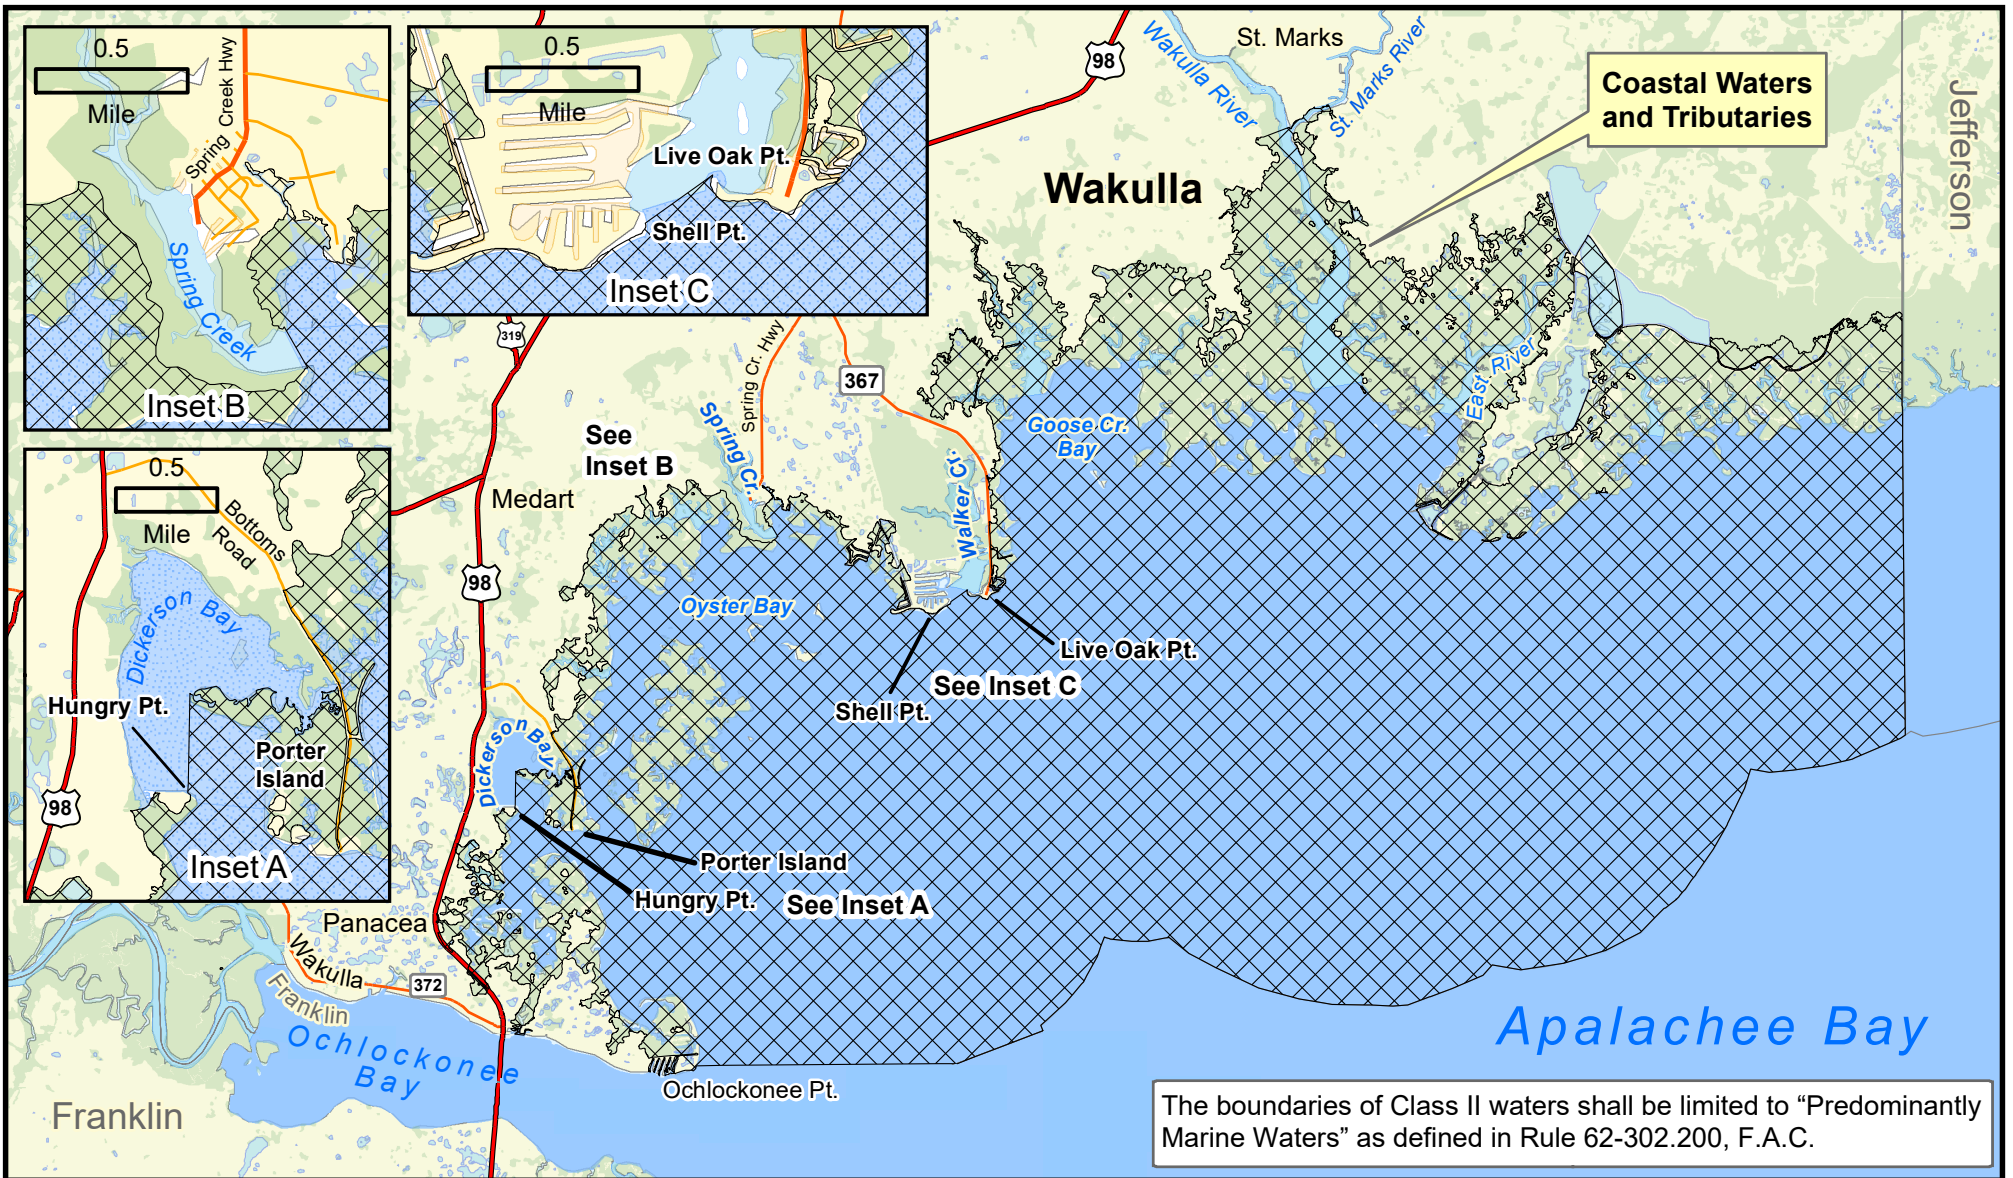 0.5
Mile
Spring
Creek Hwy
Spring Creek
Inset B
0.5
Mile
Live Oak Pt.
Shell Pt.
Inset C
0.5
Mile
Bottoms
Road
Dickerson Bay
Hungry Pt.
Porter
Island
98
Inset A
98
Wakulla River
St. Marks
St. Marks River
Coastal Waters
and Tributaries
Jefferson
Wakulla
319
Spring Cr. Hwy
367
See
Inset B
Spring Cr.
Medart
Goose Cr.
Bay
East River
Walker Cr.
98
Oyster Bay
Live Oak Pt.
See Inset C
Shell Pt.
Dickerson Bay
Porter Island
Hungry Pt.
See Inset A
Panacea
Wakulla
Franklin
372
Ochlockonee
Bay
Ochlockonee Pt.
Franklin
Apalachee Bay
The boundaries of Class II waters shall be limited to “Predominantly
Marine Waters” as defined in Rule 62-302.200, F.A.C.